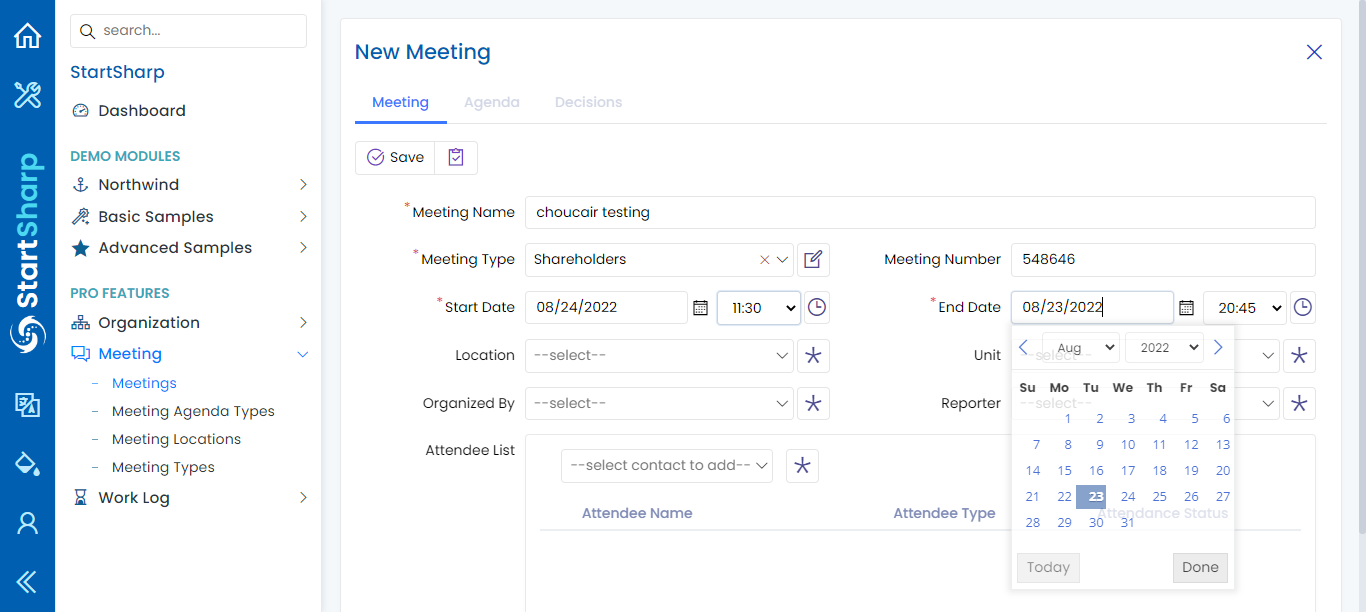 search...
StartSharp
Dashboard
DEMO MODULES
Northwind
Basic Samples
Advanced Samples
PRO FEATURES
Organization
Meeting
Meetings
Meeting Agenda Types
Meeting Locations
Meeting Types
Work Log
StartSharp
New Meeting
Meeting Agenda Decisions
Save
*Meeting Name choucair testing
*Meeting Type Shareholders Meeting Number 548646
*Start Date 08/24/2022 11:30 *End Date 08/23/2022 20:45
Location --select-- Unit --select--
Organized By --select-- Reporter --select--
Attendee List
--select contact to add--
Attendee Name Attendee Type Attendance Status
Aug 2022
Su Mo Tu We Th Fr Sa
1 2 3 4 5 6
7 8 9 10 11 12 13
14 15 16 17 18 19 20
21 22 23 24 25 26 27
28 29 30 31
Today Done